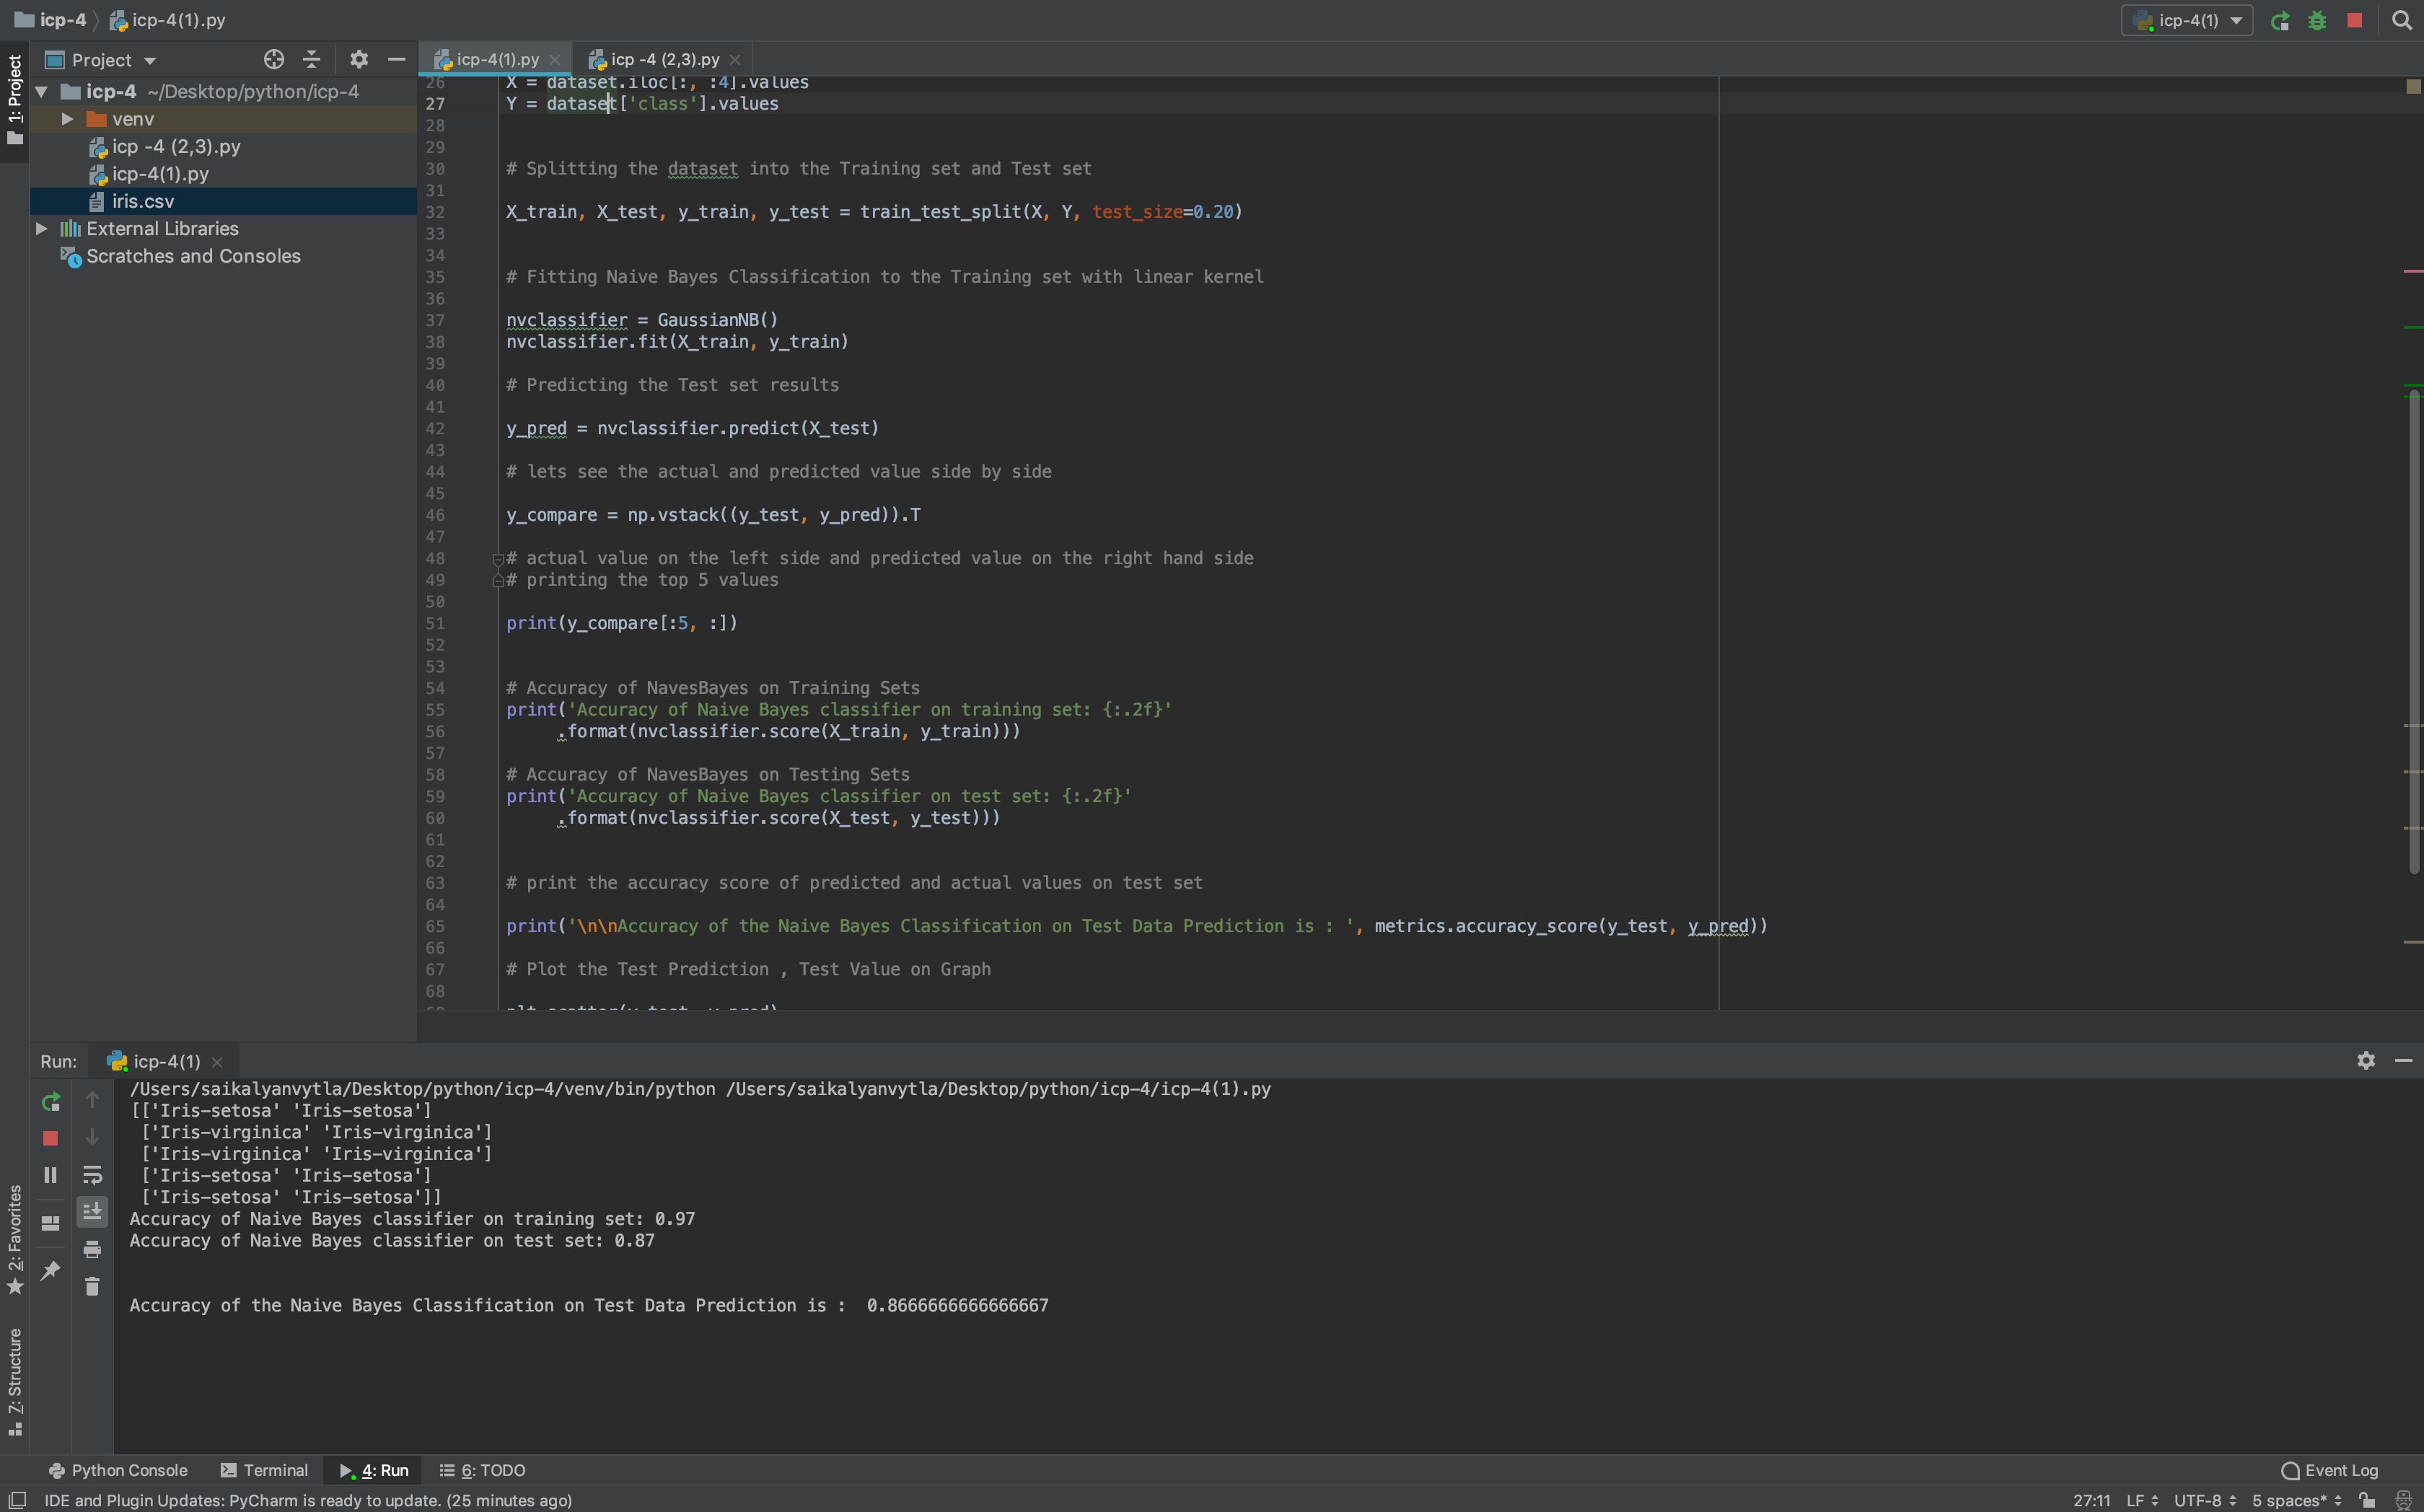 icp-4 icp-4(1).py icp-4(1)
1: Project
Project
icp-4(1).py icp -4 (2,3).py
icp-4 ~/Desktop/python/icp-4
venv
icp -4 (2,3).py
icp-4(1).py
iris.csv
External Libraries
Scratches and Consoles
26 X = dataset.iloc[:, :4].values
27 Y = dataset['class'].values
28
29
30 # Splitting the dataset into the Training set and Test set
31
32 X_train, X_test, y_train, y_test = train_test_split(X, Y, test_size=0.20)
33
34
35 # Fitting Naive Bayes Classification to the Training set with linear kernel
36
37 nvclassifier = GaussianNB()
38 nvclassifier.fit(X_train, y_train)
39
40 # Predicting the Test set results
41
42 y_pred = nvclassifier.predict(X_test)
43
44 # lets see the actual and predicted value side by side
45
46 y_compare = np.vstack((y_test, y_pred)).T
47
48 # actual value on the left side and predicted value on the right hand side
49 # printing the top 5 values
50
51 print(y_compare[:5, :])
52
53
54 # Accuracy of NavesBayes on Training Sets
55 print('Accuracy of Naive Bayes classifier on training set: {:.2f}'
56 .format(nvclassifier.score(X_train, y_train)))
57
58 # Accuracy of NavesBayes on Testing Sets
59 print('Accuracy of Naive Bayes classifier on test set: {:.2f}'
60 .format(nvclassifier.score(X_test, y_test)))
61
62
63 # print the accuracy score of predicted and actual values on test set
64
65 print('\n\nAccuracy of the Naive Bayes Classification on Test Data Prediction is : ', metrics.accuracy_score(y_test, y_pred))
66
67 # Plot the Test Prediction , Test Value on Graph
68
Run: icp-4(1)
/Users/saikalyanvytla/Desktop/python/icp-4/venv/bin/python /Users/saikalyanvytla/Desktop/python/icp-4/icp-4(1).py
[['Iris-setosa' 'Iris-setosa']
['Iris-virginica' 'Iris-virginica']
['Iris-virginica' 'Iris-virginica']
['Iris-setosa' 'Iris-setosa']
['Iris-setosa' 'Iris-setosa']]
Accuracy of Naive Bayes classifier on training set: 0.97
Accuracy of Naive Bayes classifier on test set: 0.87
Accuracy of the Naive Bayes Classification on Test Data Prediction is :  0.8666666666666667
2: Favorites
7: Structure
Python Console Terminal 4: Run 6: TODO Event Log
IDE and Plugin Updates: PyCharm is ready to update. (25 minutes ago) 27:11 LF UTF-8 5 spaces*